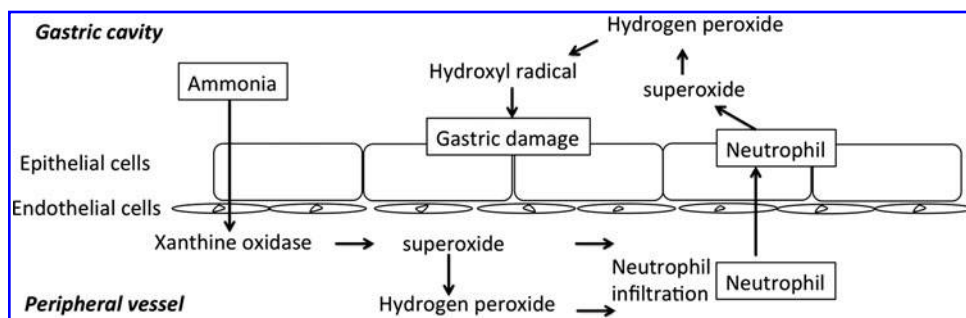 Gastric cavity
Hydrogen peroxide
Ammonia
Hydroxyl radical
superoxide
Gastric damage
Neutrophil
Epithelial cells
Endothelial cells
Xanthine oxidase
superoxide
Neutrophil
infiltration
Neutrophil
Peripheral vessel
Hydrogen peroxide